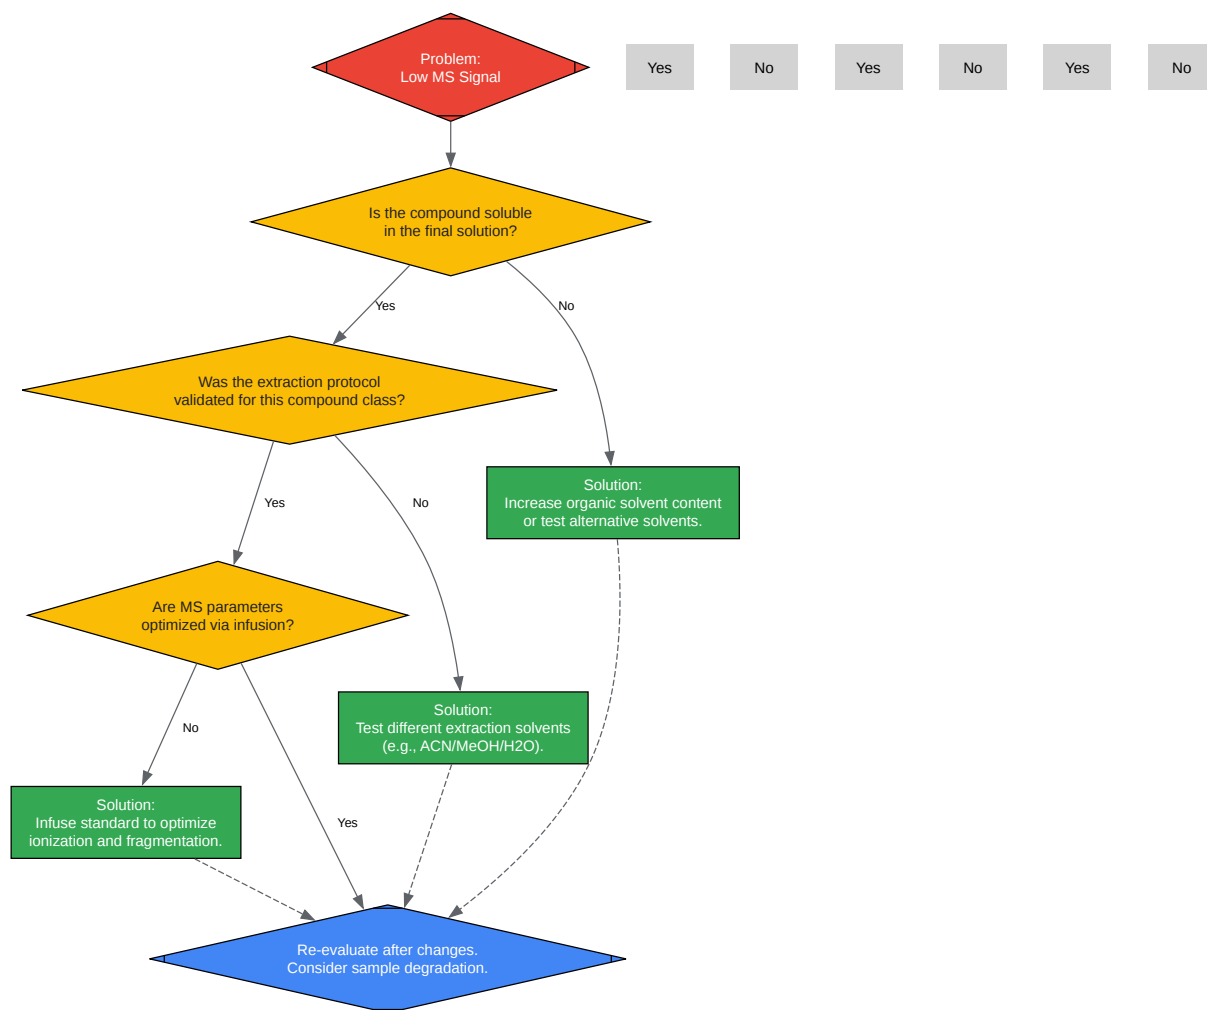 Problem:
Low MS Signal
Yes
No
Yes
No
Yes
No
Is the compound soluble
in the final solution?
Yes
No
Was the extraction protocol
validated for this compound class?
Yes
No
Solution:
Increase organic solvent content
or test alternative solvents.
Are MS parameters
optimized via infusion?
No
Yes
Solution:
Test different extraction solvents
(e.g., ACN/MeOH/H2O).
Solution:
Infuse standard to optimize
ionization and fragmentation.
Re-evaluate after changes.
Consider sample degradation.